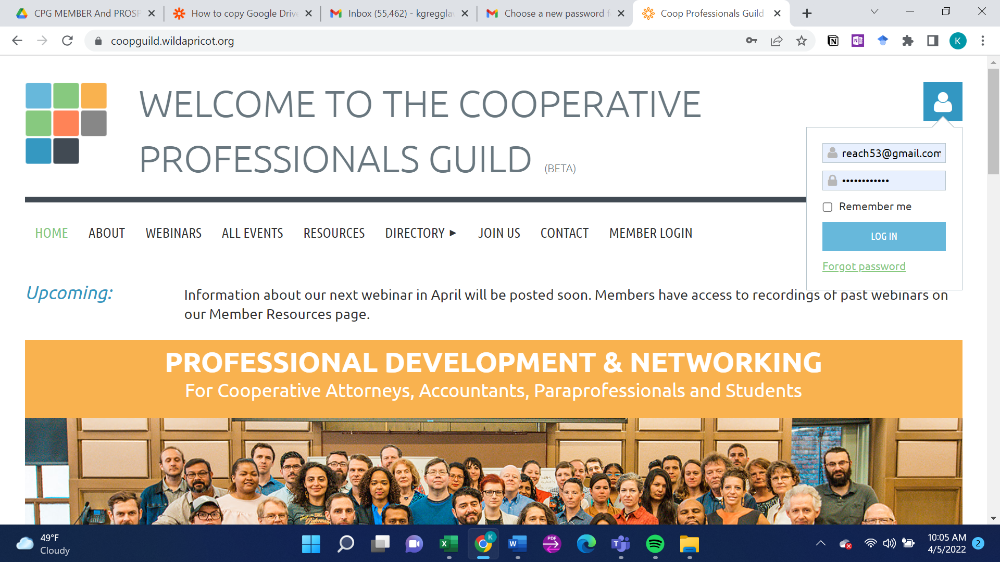 CPG MEMBER And PROSP
How to copy Google Drive
Inbox (55,462) - kgregglaw
Choose a new password f
Coop Professionals Guild
coopguild.wildapricot.org
K
WELCOME TO THE COOPERATIVE
PROFESSIONALS GUILD (BETA)
reach53@gmail.com
••••••••••••
Remember me
LOG IN
Forgot password
HOME ABOUT WEBINARS ALL EVENTS RESOURCES DIRECTORY ► JOIN US CONTACT MEMBER LOGIN
Upcoming:
Information about our next webinar in April will be posted soon. Members have access to recordings of past webinars on
our Member Resources page.
PROFESSIONAL DEVELOPMENT & NETWORKING
For Cooperative Attorneys, Accountants, Paraprofessionals and Students
49°F
Cloudy
K
PDF
10:05 AM
4/5/2022
2